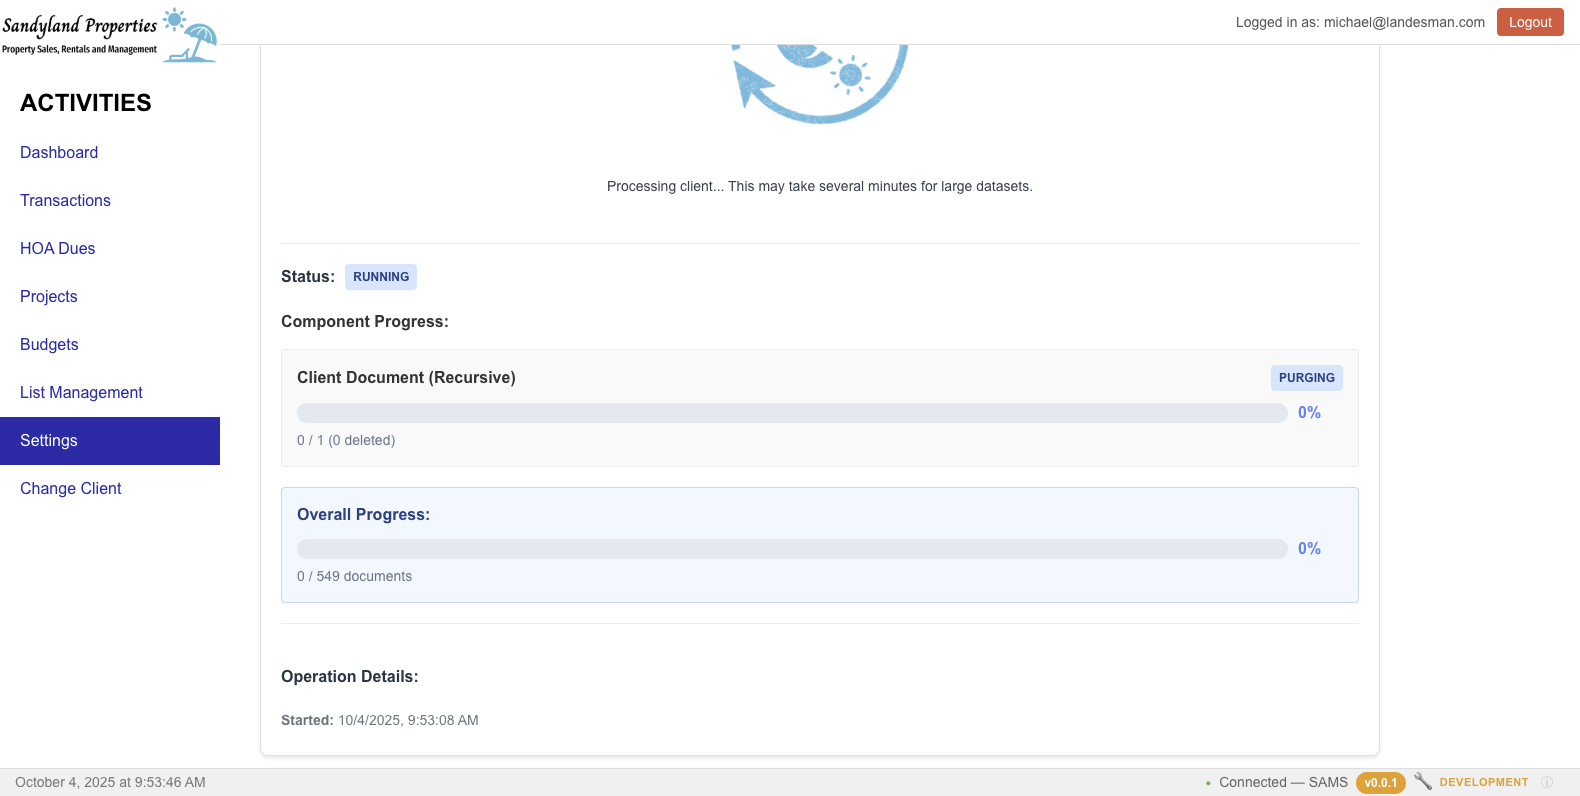 Sandyland Properties
Property Sales, Rentals and Management
Logged in as: michael@landesman.com
Logout
ACTIVITIES
Dashboard
Transactions
HOA Dues
Projects
Budgets
List Management
Settings
Change Client
Processing client... This may take several minutes for large datasets.
Status: RUNNING
Component Progress:
Client Document (Recursive)
PURGING
0%
0 / 1 (0 deleted)
Overall Progress:
0%
0 / 549 documents
Operation Details:
Started: 10/4/2025, 9:53:08 AM
October 4, 2025 at 9:53:46 AM
Connected — SAMS
v0.0.1
DEVELOPMENT